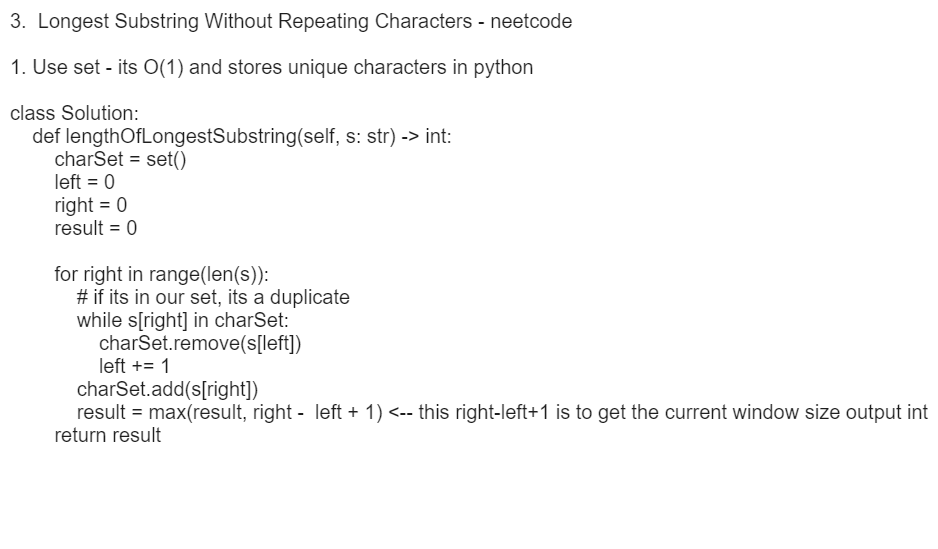 3.  Longest Substring Without Repeating Characters - neetcode
1. Use set - its O(1) and stores unique characters in python
class Solution:
def lengthOfLongestSubstring(self, s: str) -> int:
charSet = set()
left = 0
right = 0
result = 0
for right in range(len(s)):
# if its in our set, its a duplicate
while s[right] in charSet:
charSet.remove(s[left])
left += 1
charSet.add(s[right])
result = max(result, right -  left + 1) <-- this right-left+1 is to get the current window size output int
return result